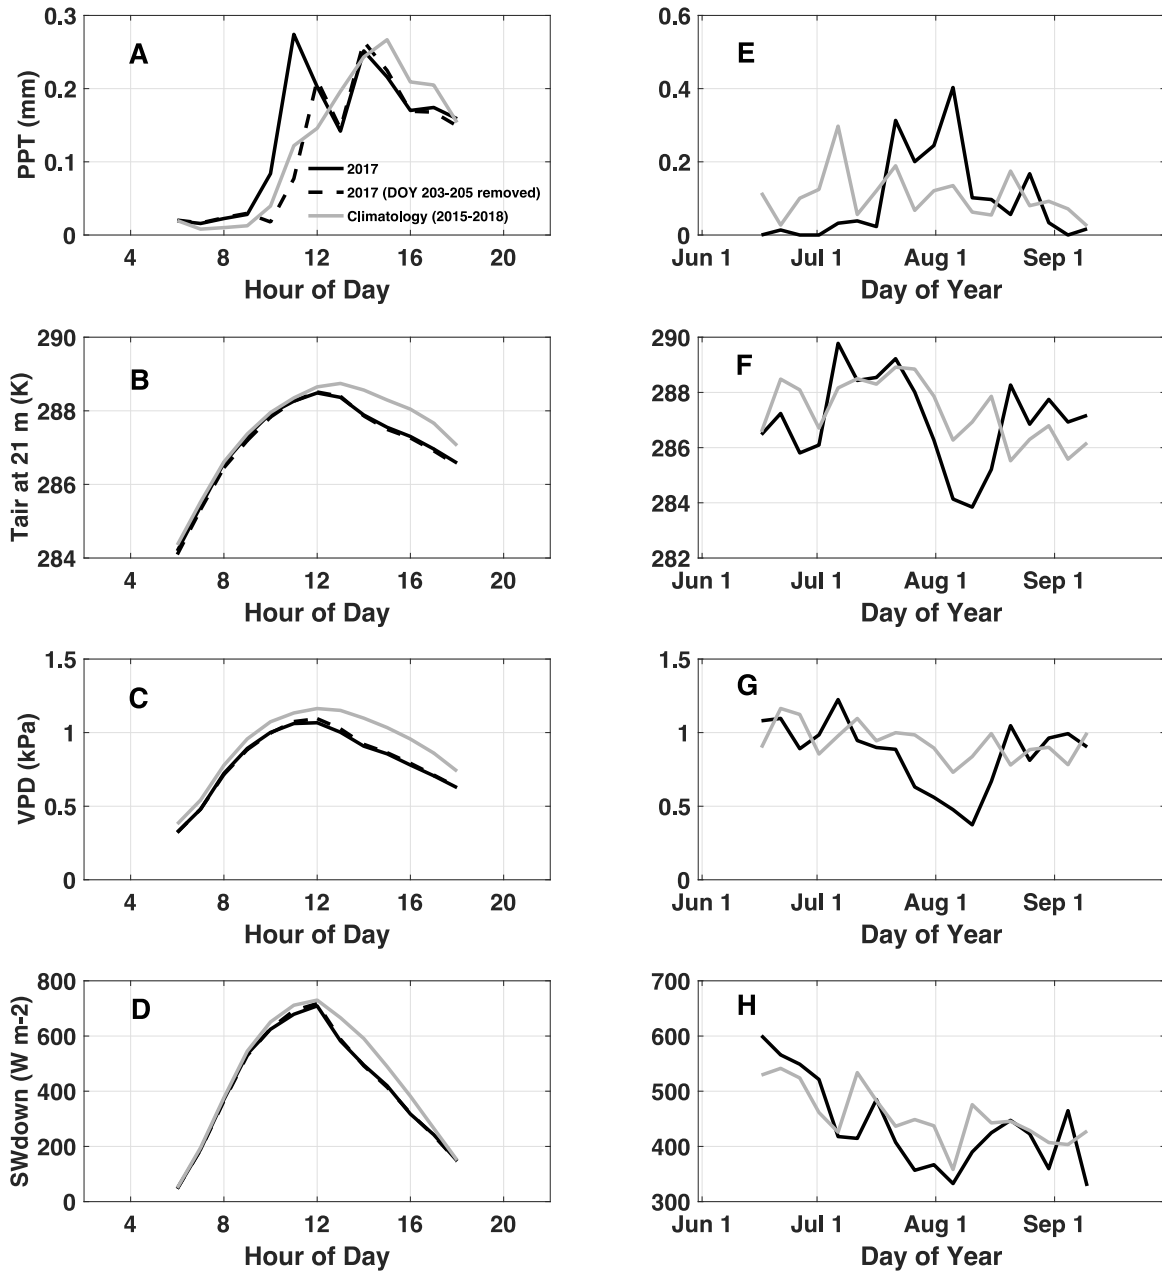 A
PPT (mm)
0.3
0.2
0.1
0
2017
2017 (DOY 203-205 removed)
Climatology (2015-2018)
4 8 12 16 20
Hour of Day
E
0.6
0.4
0.2
0
Jun 1 Jul 1 Aug 1 Sep 1
Day of Year
B
Tair at 21 m (K)
290
288
286
284
4 8 12 16 20
Hour of Day
F
290
288
286
284
282
Jun 1 Jul 1 Aug 1 Sep 1
Day of Year
C
VPD (kPa)
1.5
1
0.5
0
4 8 12 16 20
Hour of Day
G
1.5
1
0.5
0
Jun 1 Jul 1 Aug 1 Sep 1
Day of Year
D
SWdown (W m-2)
800
600
400
200
0
4 8 12 16 20
Hour of Day
H
700
600
500
400
300
Jun 1 Jul 1 Aug 1 Sep 1
Day of Year